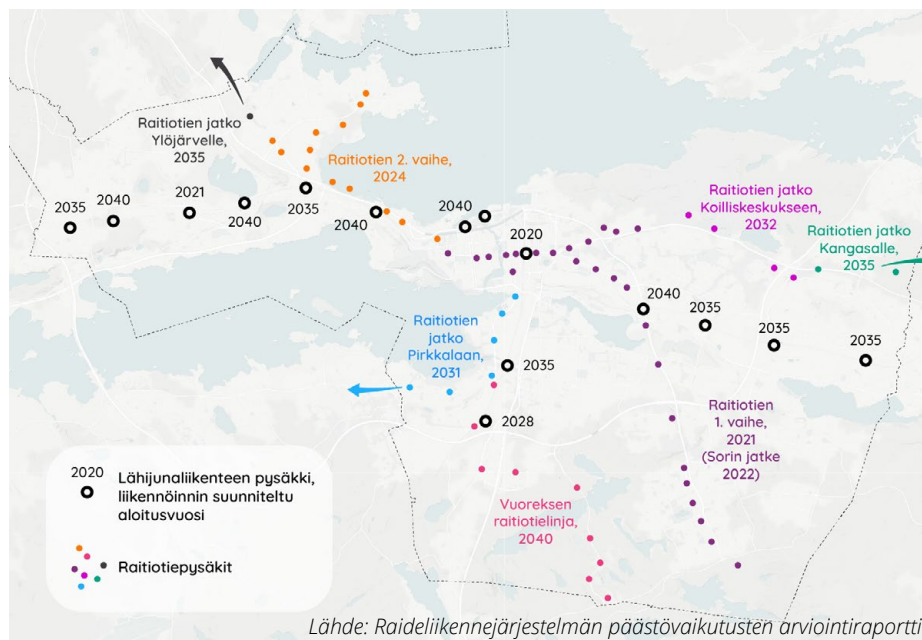 Raitiotien jatko
Ylöjärvelle,
2035
Raitiotien 2. vaihe,
2024
2035
2040
2021
2040
2035
2040
2040
2020
Raitiotien jatko
Koilliskeskukseen,
2032
Raitiotien jatko
Kangasalle,
2035
2040
2035
2035
2035
Raitiotien
jatko
Pirkkalaan,
2031
2035
2028
Raitiotien
1. vaihe,
2021
(Sorin jatke
2022)
Vuoreksen
raitiotielinja,
2040
2020
Lähijunaliikenteen pysäkki,
liikennöinnin suunniteltu
aloitusvuosi
Raitiotiepysäkit
Lähde: Raideliikennejärjestelmän päästövaikutusten arviointiraportti